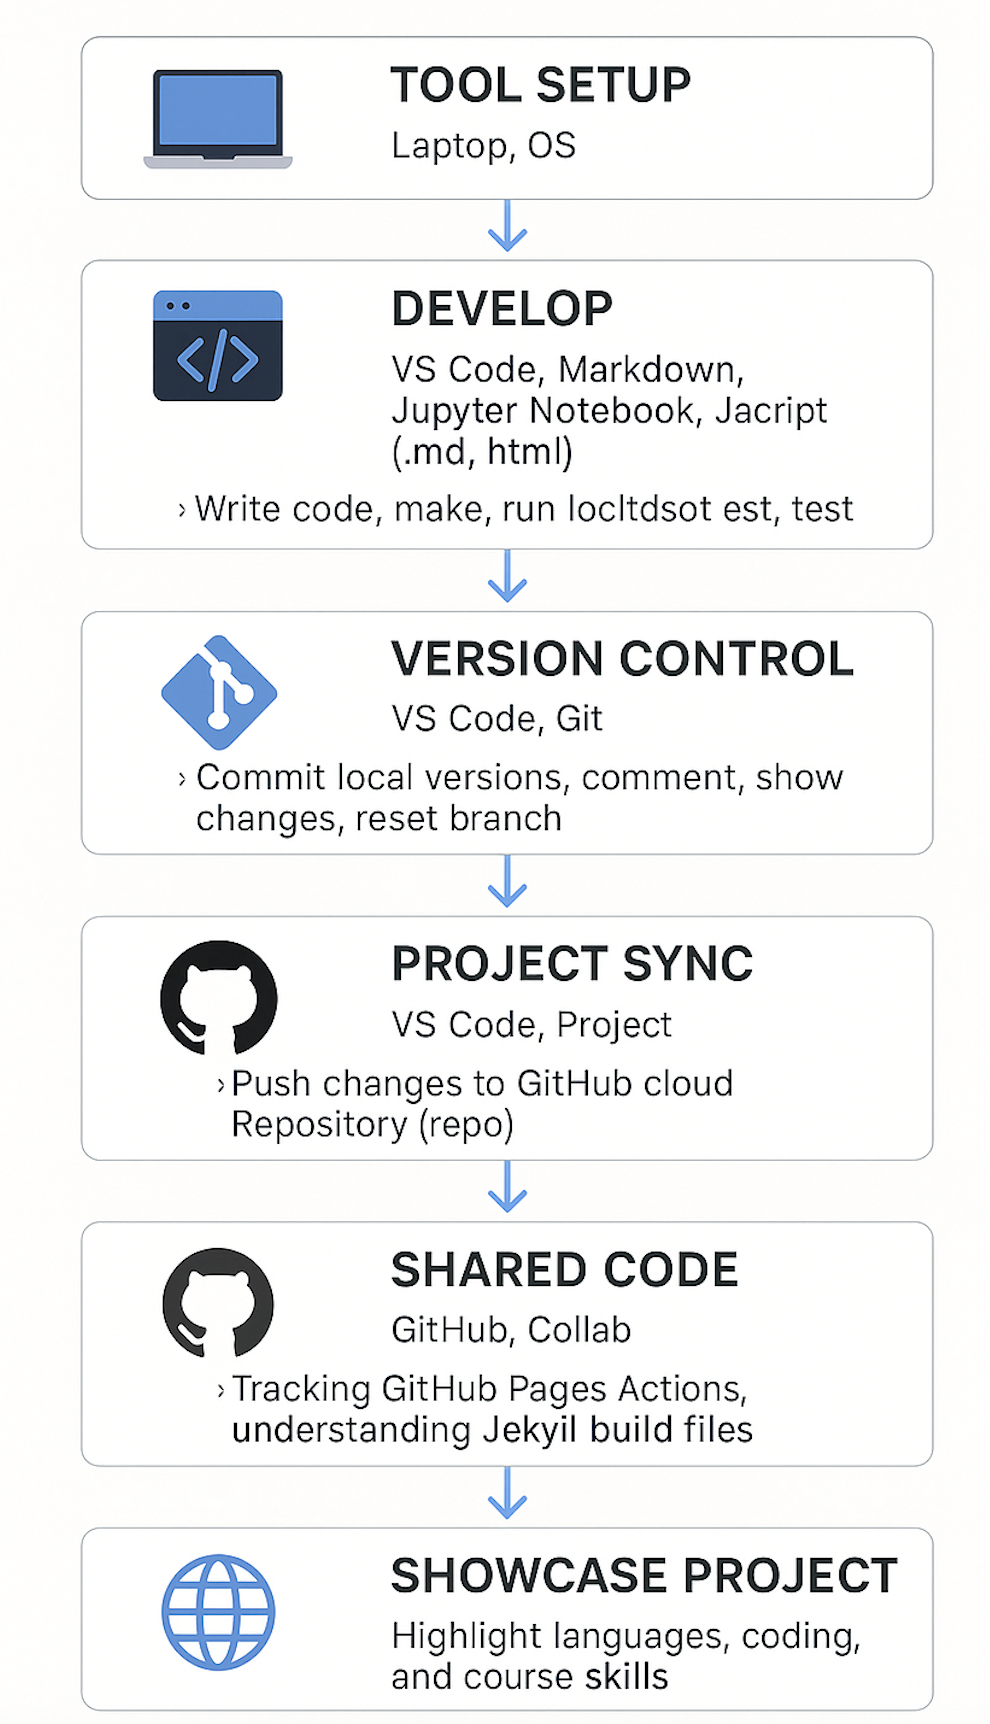 TOOL SETUP
Laptop, OS
DEVELOP
VS Code, Markdown,
Jupyter Notebook, Jacript
(.md, html)
› Write code, make, run locltdsot est, test
VERSION CONTROL
VS Code, Git
› Commit local versions, comment, show
changes, reset branch
PROJECT SYNC
VS Code, Project
› Push changes to GitHub cloud
Repository (repo)
SHARED CODE
GitHub, Collab
› Tracking GitHub Pages Actions,
understanding Jekyil build files
SHOWCASE PROJECT
Highlight languages, coding,
and course skills